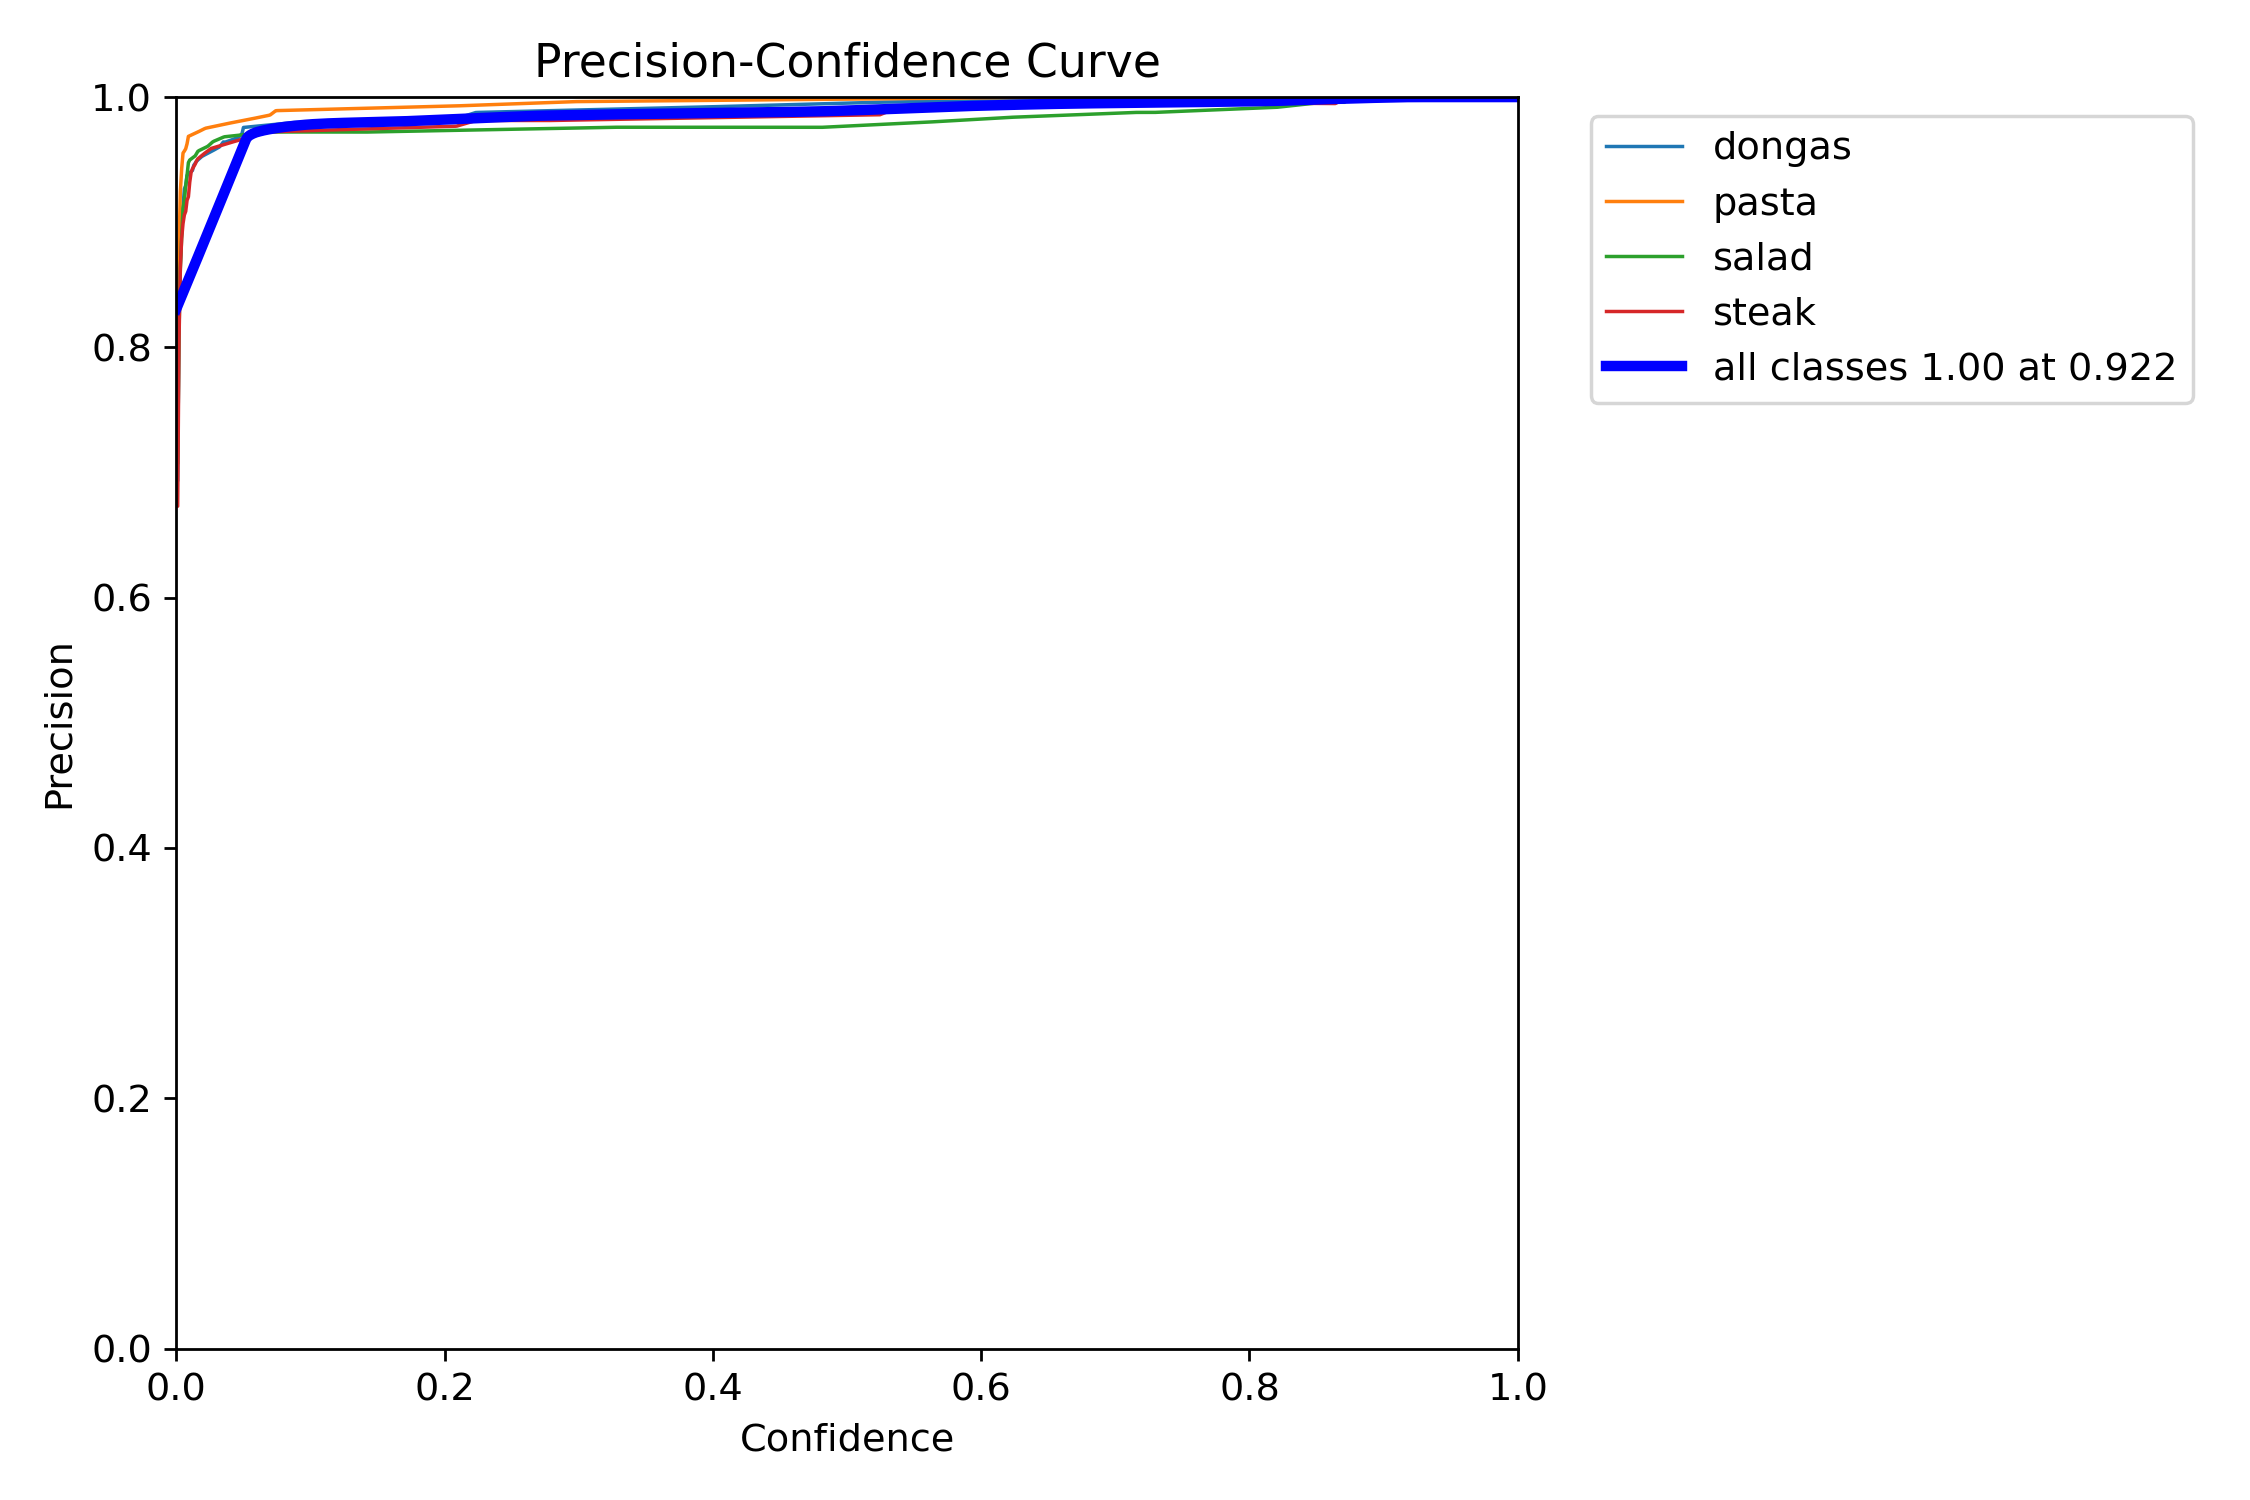 Precision-Confidence Curve
1.0
0.8
0.6
0.4
0.2
0.0
Precision
0.0 0.2 0.4 0.6 0.8 1.0
Confidence
dongas
pasta
salad
steak
all classes 1.00 at 0.922